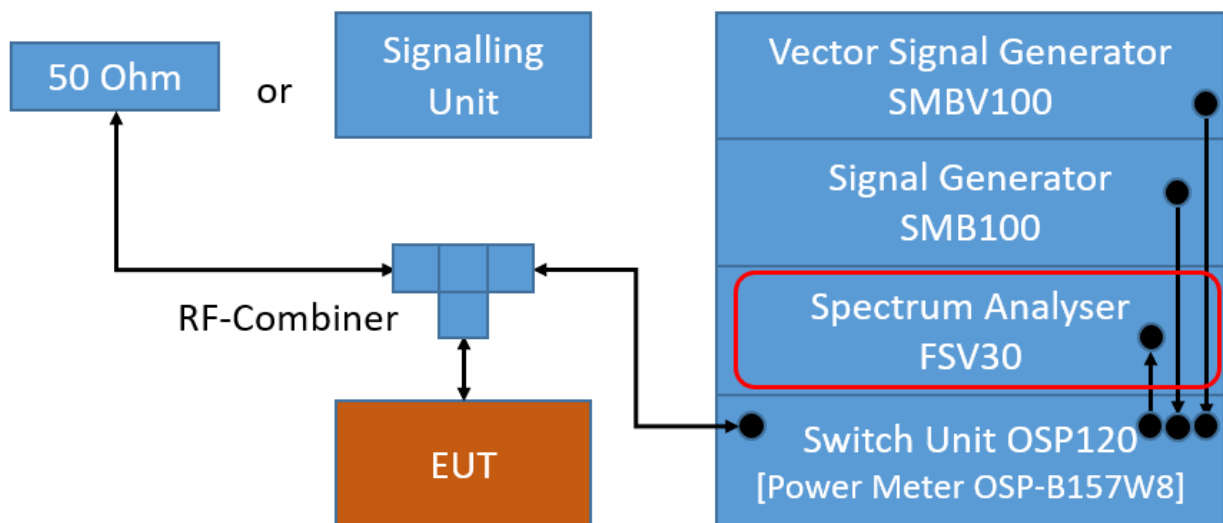 50 Ohm
or
Signalling
Unit
Vector Signal Generator
SMBV100
Signal Generator
SMB100
RF-Combiner
Spectrum Analyser
FSV30
EUT
Switch Unit OSP120
[Power Meter OSP-B157W8]